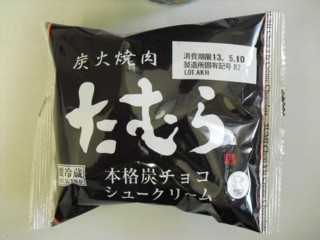 炭火焼肉
たむら
消費期限13. 5.10
製造所固有記号 R2
LOT.AKH
要冷蔵
本格炭チョコ
シュークリーム